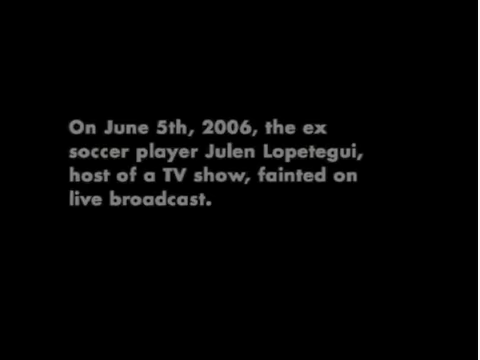 On June 5th, 2006, the ex
soccer player Julen Lopetegui,
host of a TV show, fainted on
live broadcast.